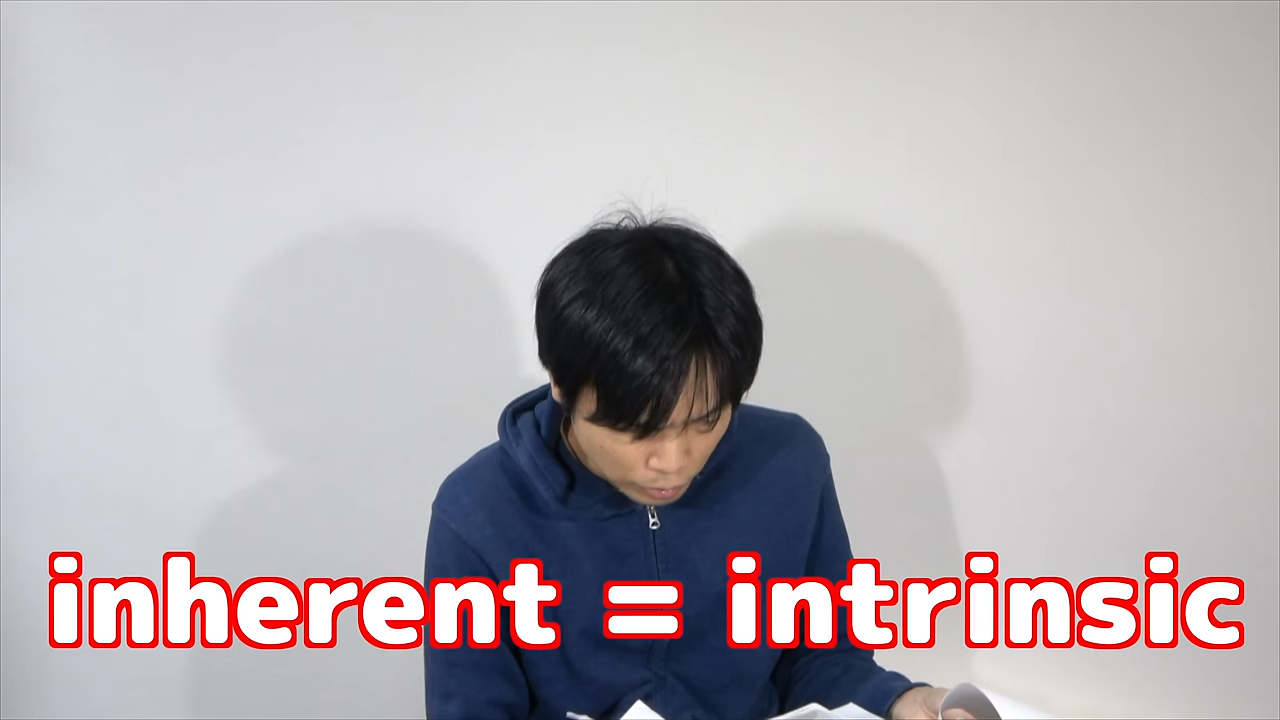 inherent = intrinsic